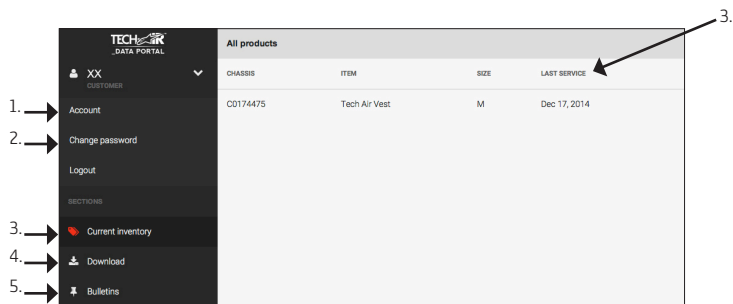 3.
TECH AIR
_DATA PORTAL
All products
XX
CUSTOMER
CHASSIS ITEM SIZE LAST SERVICE
1.
Account
C0174475 Tech Air Vest M Dec 17, 2014
2.
Change password
Logout
SECTIONS
3.
Current inventory
4.
Download
5.
Bulletins